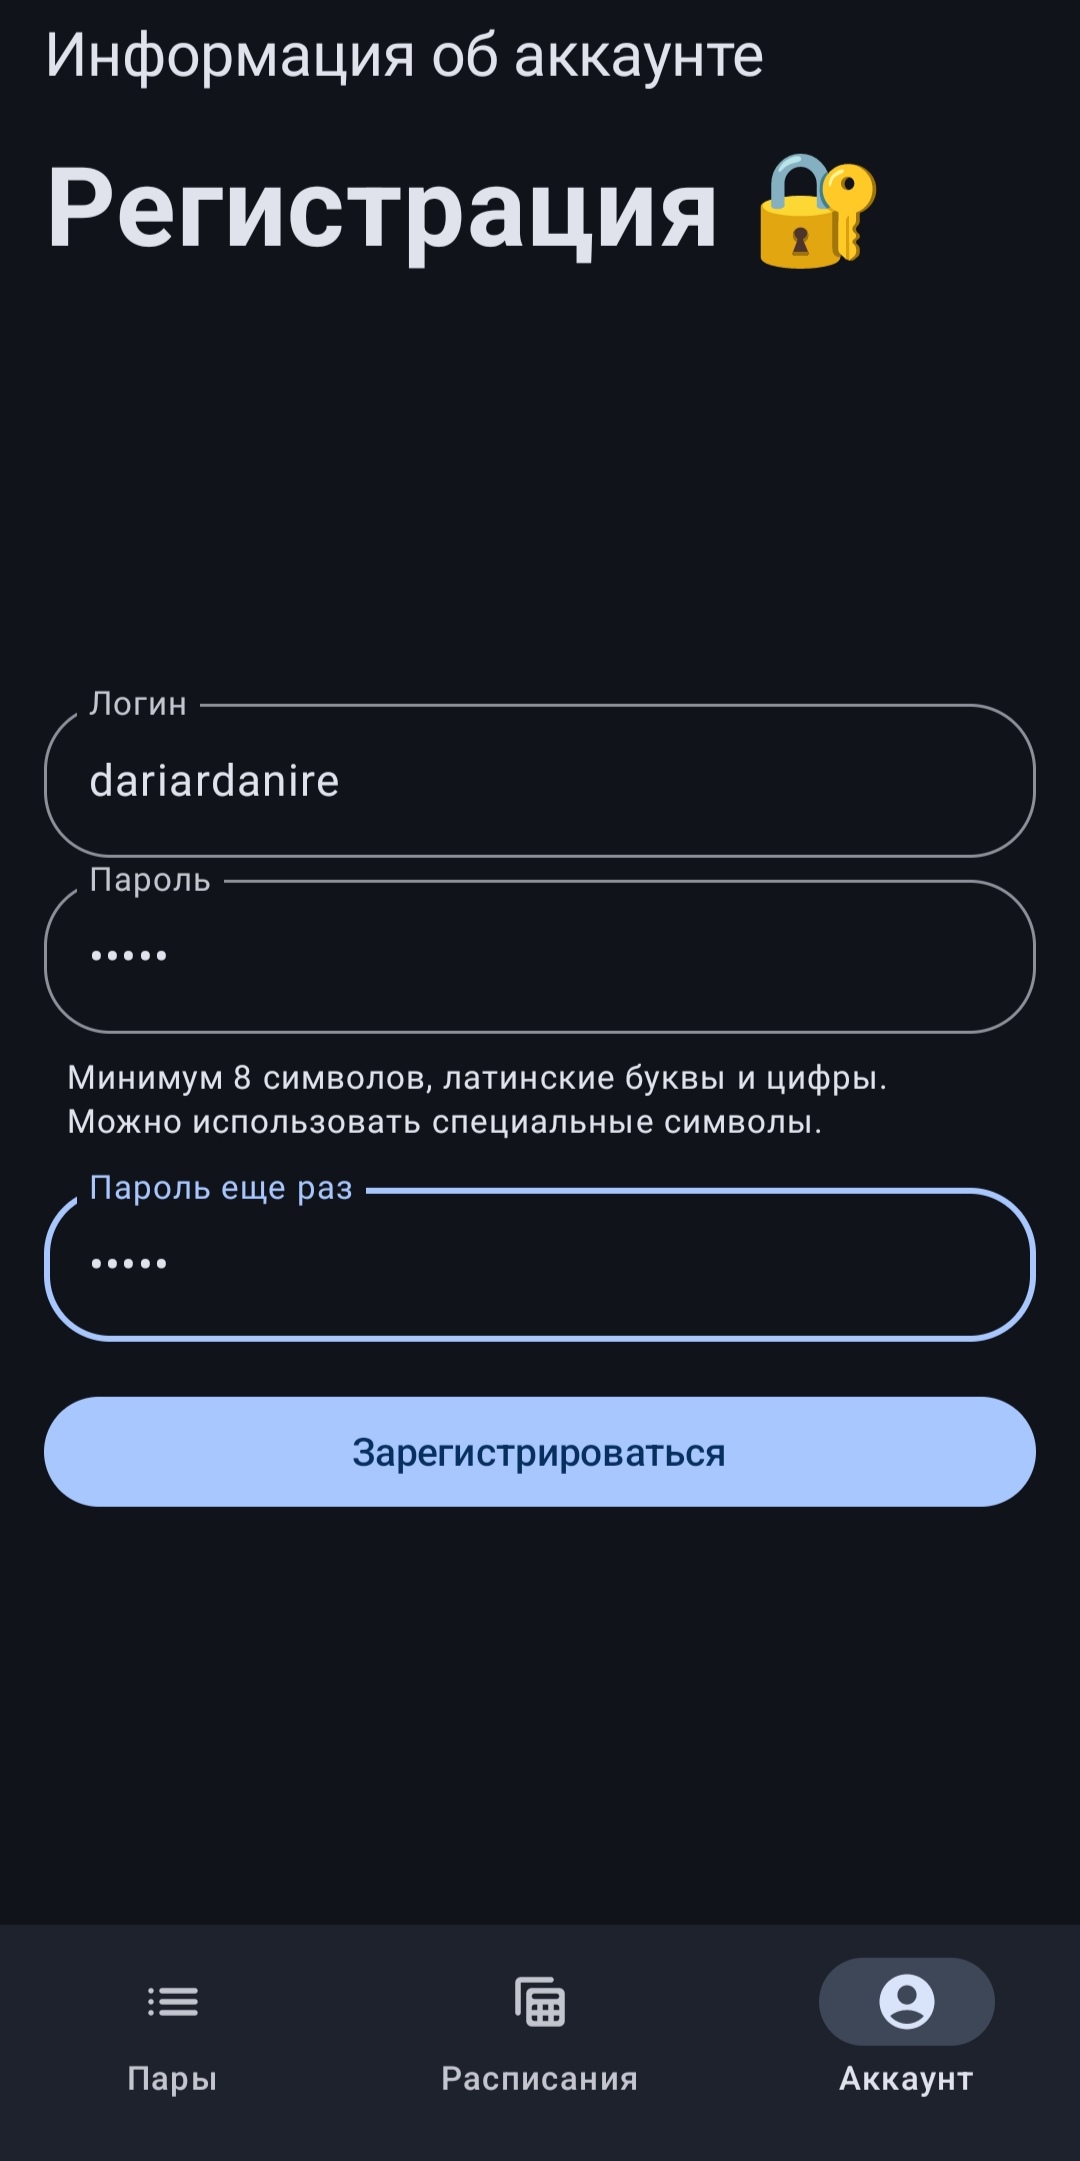 Информация об аккаунте
Регистрация 🔐
Логин
dariardanire
Пароль
•••••
Минимум 8 символов, латинские буквы и цифры.
Можно использовать специальные символы.
Пароль еще раз
•••••
Зарегистрироваться
Пары
Расписания
Аккаунт